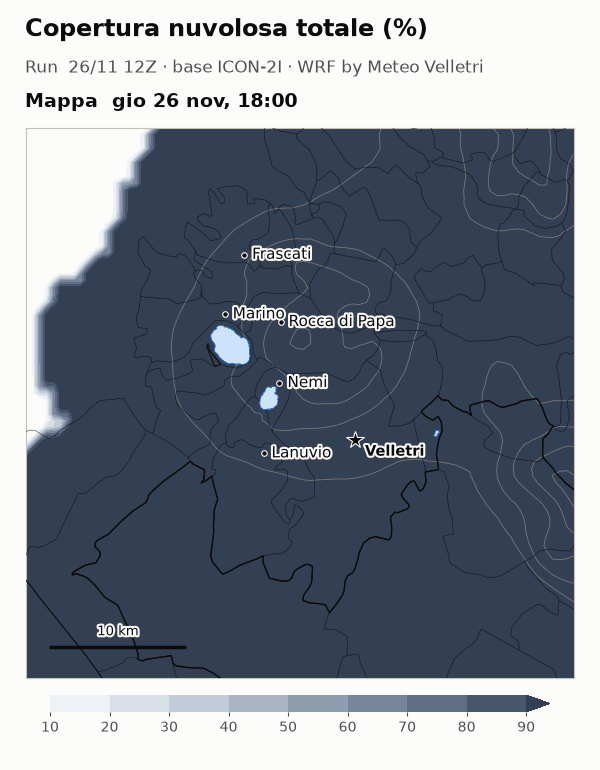 Copertura nuvolosa totale (%)
Run  26/11 12Z · base ICON-2I · WRF by Meteo Velletri
Mappa  gio 26 nov, 18:00
Frascati
Marino
Rocca di Papa
Nemi
Velletri
Lanuvio
10 km
10 20 30 40 50 60 70 80 90